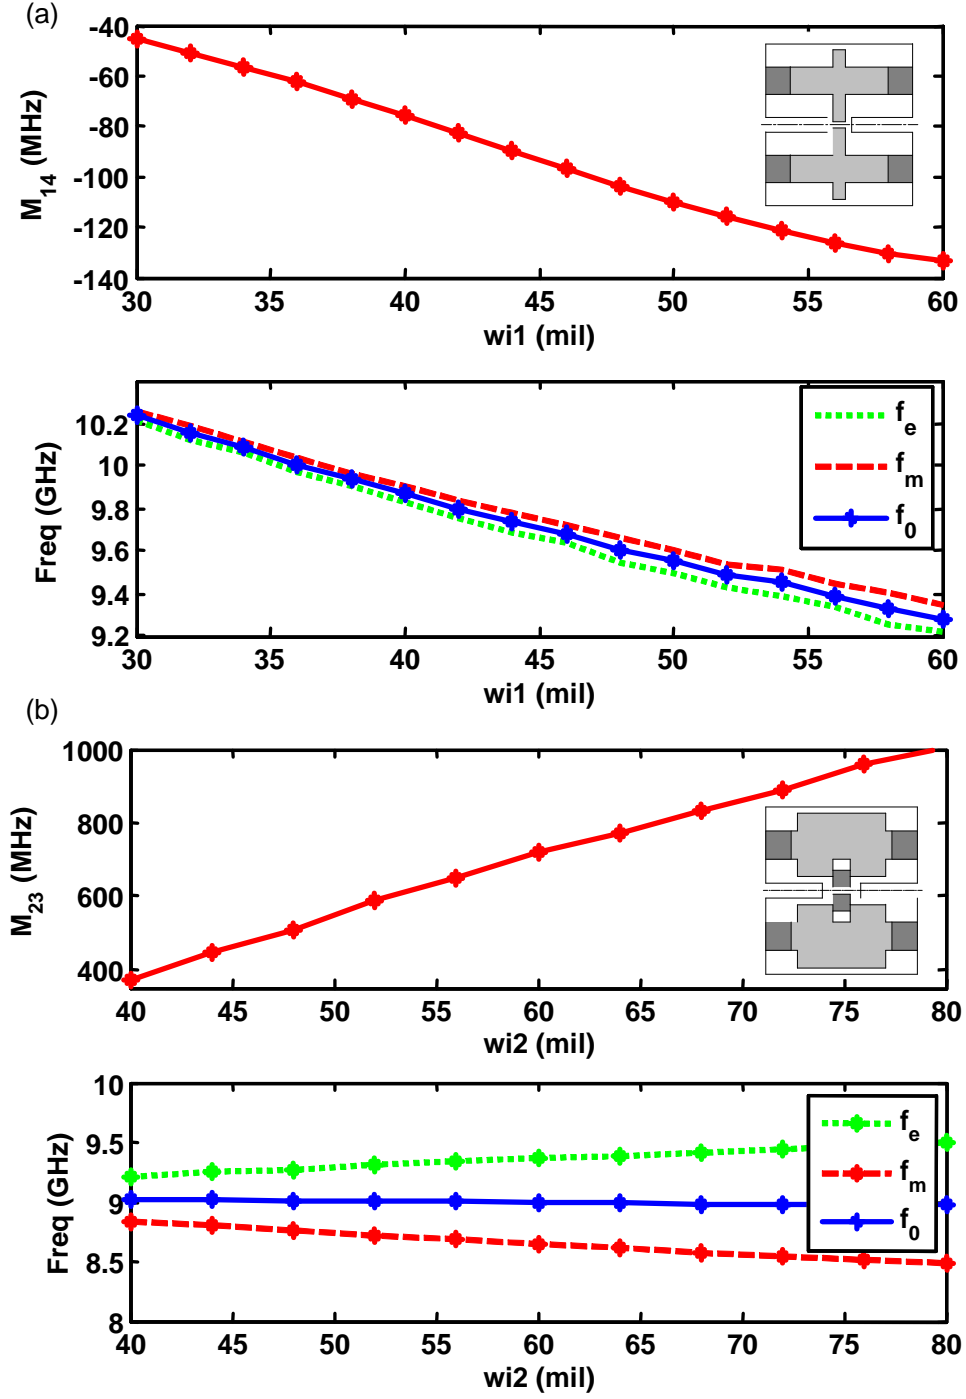 (a)
-40
-60
-80
-100
-120
-140
M14 (MHz)
30 35 40 45 50 55 60
wi1 (mil)
10.2
10
9.8
9.6
9.4
9.2
Freq (GHz)
fe
fm
f0
30 35 40 45 50 55 60
wi1 (mil)
(b)
1000
800
600
400
M23 (MHz)
40 45 50 55 60 65 70 75 80
wi2 (mil)
10
9.5
9
8.5
8
Freq (GHz)
fe
fm
f0
40 45 50 55 60 65 70 75 80
wi2 (mil)